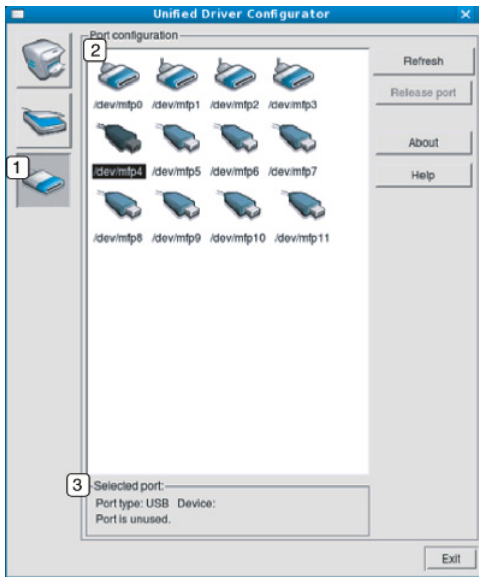 Unified Driver Configurator
Port configuration
2
Refresh
/dev/mfp0 /dev/mfp1 /dev/mfp2 /dev/mfp3
Release port
About
1
/dev/mfp4 /dev/mfp5 /dev/mfp6 /dev/mfp7
Help
/dev/mfp8 /dev/mfp9 /dev/mfp10 /dev/mfp11
3
Selected port:
Port type: USB Device:
Port is unused.
Exit